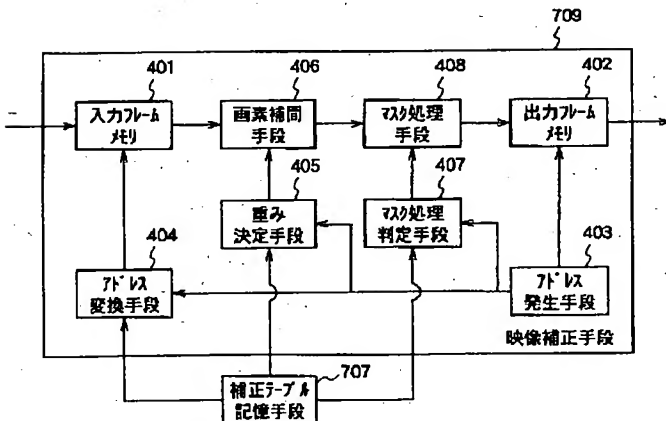 709
401
406
408
402
入力フレーム
メモリ
画素補間
手段
マスク処理
手段
出力フレーム
メモリ
405
407
重み
決定手段
マスク処理
判定手段
404
403
アドレス
変換手段
アドレス
発生手段
映像補正手段
707
補正テーブル
記憶手段